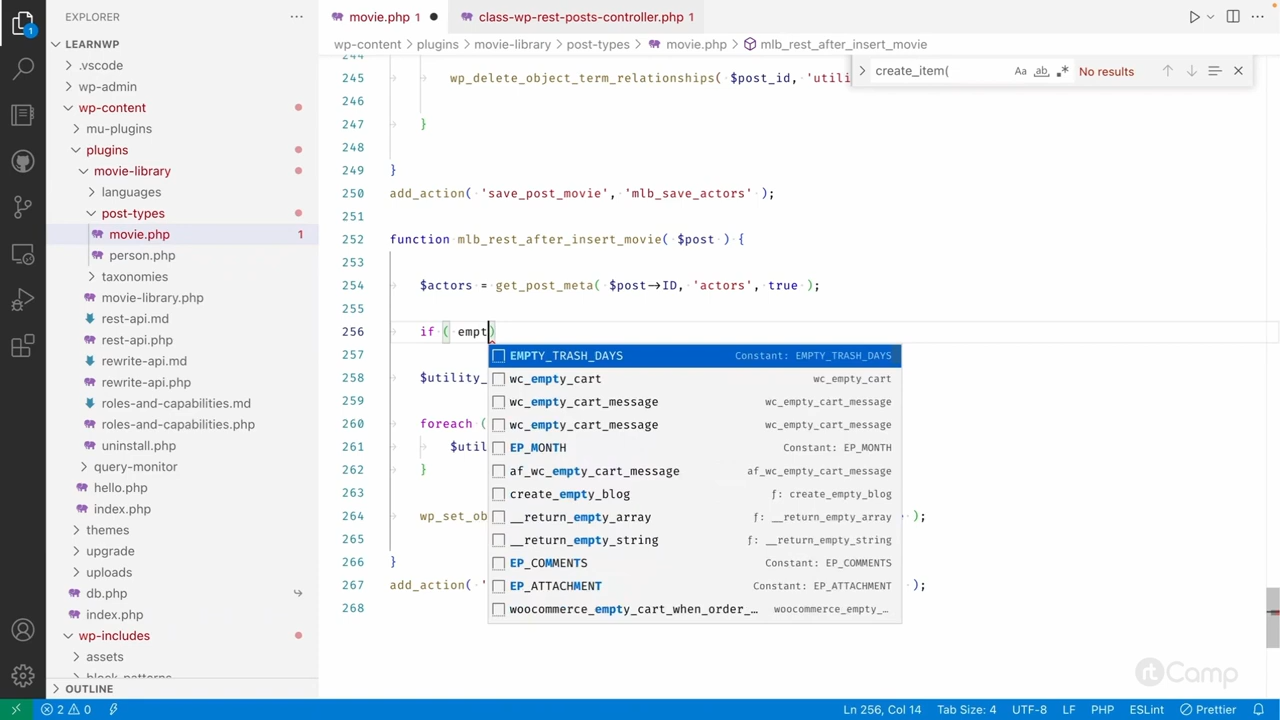 1
EXPLORER
LEARNWP
.vscode
wp-admin
wp-content
mu-plugins
plugins
movie-library
languages
post-types
movie.php 1
person.php
taxonomies
movie-library.php
rest-api.md
rest-api.php
rewrite-api.md
rewrite-api.php
roles-and-capabilities.md
roles-and-capabilities.php
uninstall.php
query-monitor
hello.php
index.php
themes
upgrade
uploads
db.php
index.php
wp-includes
assets
block-patterns
OUTLINE
movie.php 1
class-wp-rest-posts-controller.php 1
wp-content > plugins > movie-library > post-types > movie.php > mlb_rest_after_insert_movie
create_item( Aa ab .* No results
244
245 wp_delete_object_term_relationships( $post_id, 'utili
246
247 }
248
249 }
250 add_action( 'save_post_movie', 'mlb_save_actors' );
251
252 function mlb_rest_after_insert_movie( $post ) {
253
254 $actors = get_post_meta( $post->ID, 'actors', true );
255
256 if ( empt)
257
258 $utility_
259
260 foreach (
261 $util
262 }
263
264 wp_set_ob );
265
266 }
267 add_action( ' );
268
EMPTY_TRASH_DAYS Constant: EMPTY_TRASH_DAYS
wc_empty_cart wc_empty_cart
wc_empty_cart_message wc_empty_cart_message
wc_empty_cart_message wc_empty_cart_message
EP_MONTH Constant: EP_MONTH
af_wc_empty_cart_message af_wc_empty_cart_message
create_empty_blog ƒ: create_empty_blog
__return_empty_array ƒ: __return_empty_array
__return_empty_string ƒ: __return_empty_string
EP_COMMENTS Constant: EP_COMMENTS
EP_ATTACHMENT Constant: EP_ATTACHMENT
woocommerce_empty_cart_when_order_… woocommerce_empty_-…
rtCamp
2 0
Ln 256, Col 14 Tab Size: 4 UTF-8 LF PHP ESLint Prettier